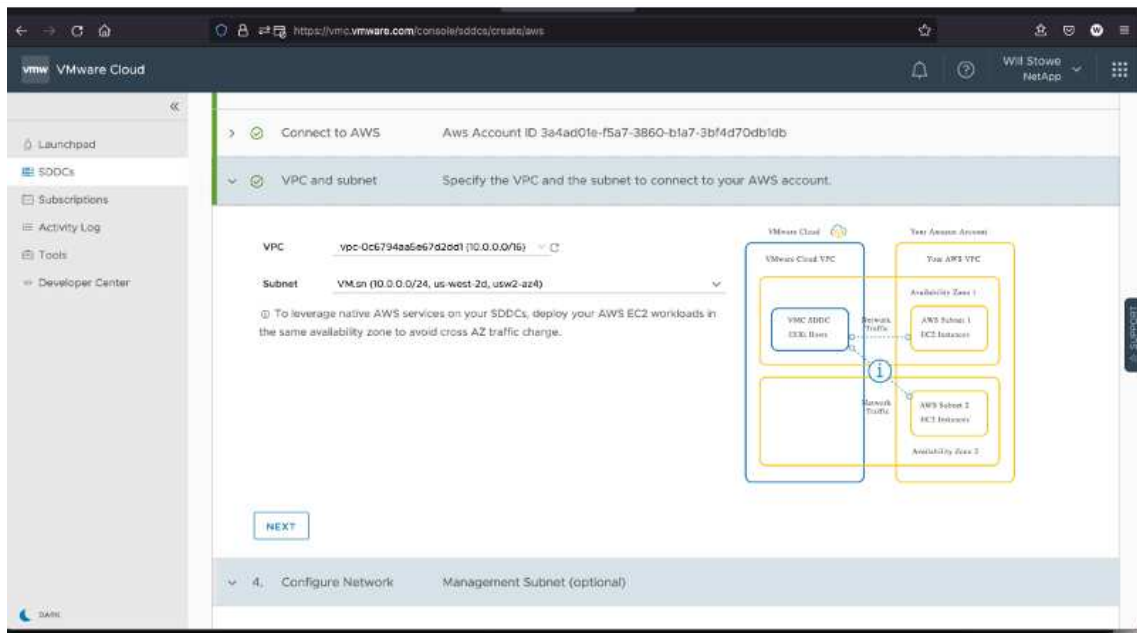 https://vmc.vmware.com/console/sddcs/create/aws
W
vmw VMware Cloud
Will Stowe
NetApp
«
Launchpad
SDDCs
Subscriptions
Activity Log
Tools
Developer Center
DARK
Connect to AWS Aws Account ID 3a4ad01e-f5a7-3860-b1a7-3bf4d70db1db
VPC and subnet Specify the VPC and the subnet to connect to your AWS account.
VPC vpc-0c6794aa5e67d2dd1 (10.0.0.0/16)
Subnet VM.sn (10.0.0.0/24, us-west-2d, usw2-az4)
To leverage native AWS services on your SDDCs, deploy your AWS EC2 workloads in
the same availability zone to avoid cross AZ traffic charge.
VMware Cloud
Your Amazon Account
VMware Cloud VPC
Your AWS VPC
Availability Zone 1
VMC SDDC
ESXi Hosts
Network
Traffic
AWS Subnet 1
EC2 Instances
Network
Traffic
AWS Subnet 2
EC2 Instances
Availability Zone 2
NEXT
4. Configure Network Management Subnet (optional)
SUPPORT